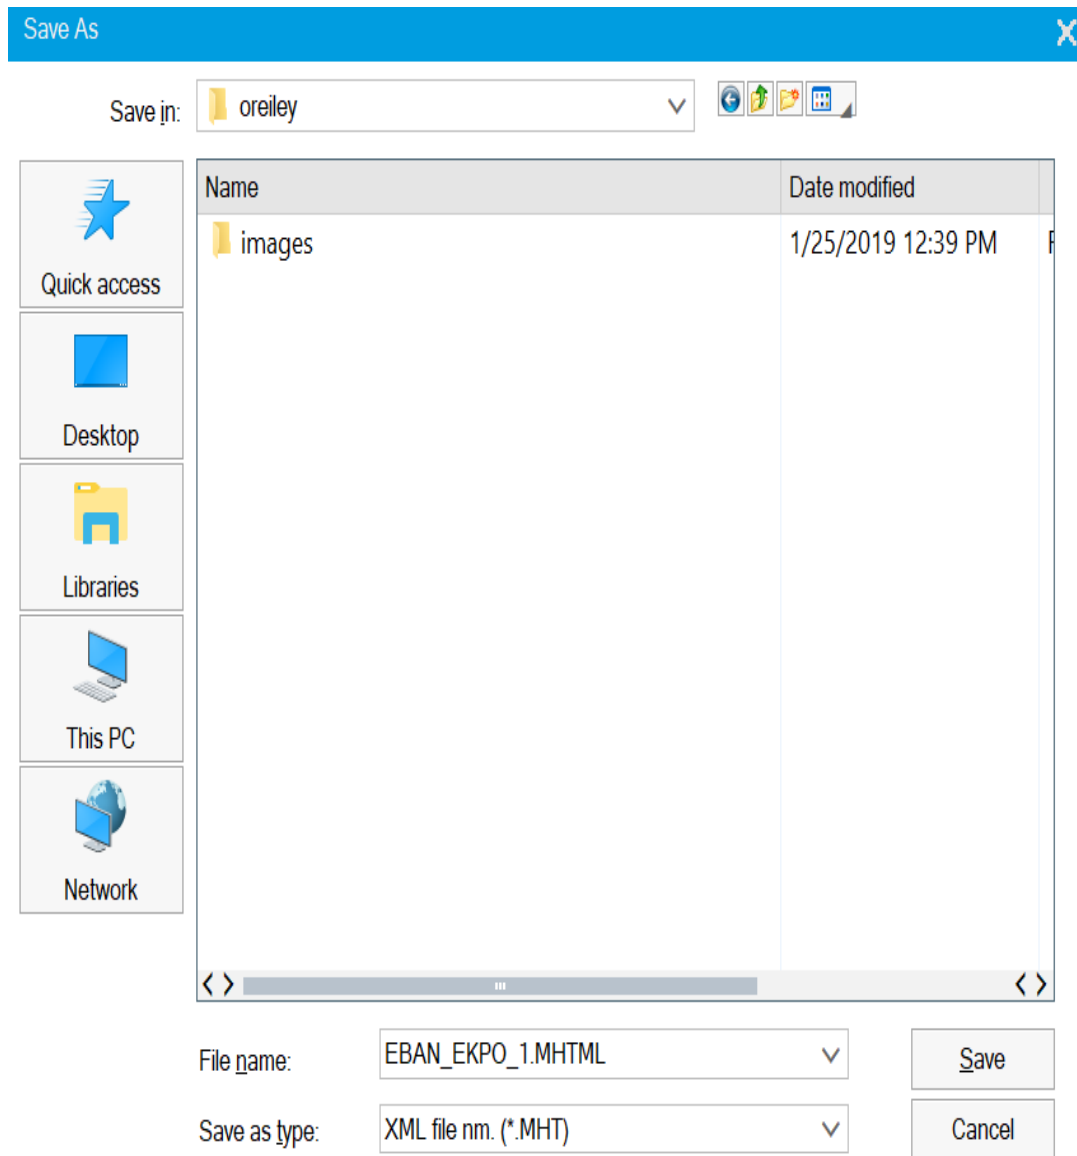 Save As
Save in:
oreiley
Name
Date modified
images
1/25/2019 12:39 PM
F
Quick access
Desktop
Libraries
This PC
Network
File name:
EBAN_EKPO_1.MHTML
Save
Save as type:
XML file nm. (*.MHT)
Cancel